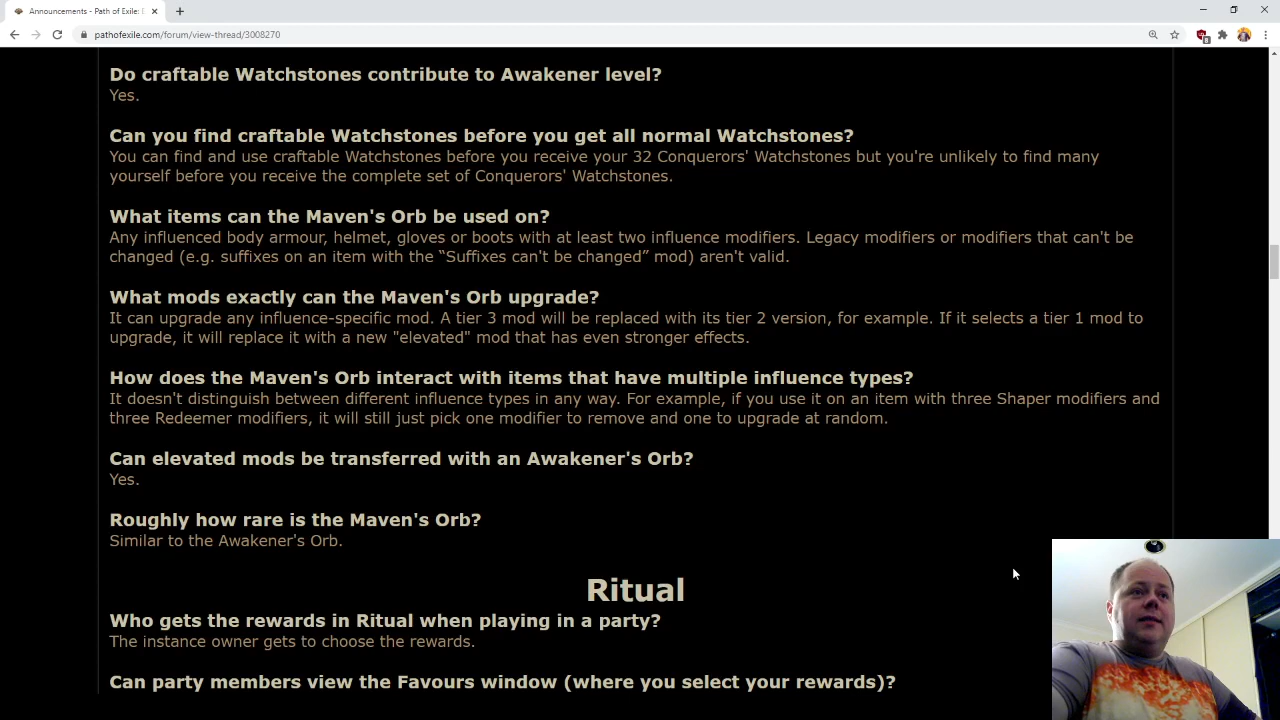 Announcements - Path of Exile: E
pathofexile.com/forum/view-thread/3008270
Do craftable Watchstones contribute to Awakener level?
Yes.
Can you find craftable Watchstones before you get all normal Watchstones?
You can find and use craftable Watchstones before you receive your 32 Conquerors' Watchstones but you're unlikely to find many
yourself before you receive the complete set of Conquerors' Watchstones.
What items can the Maven's Orb be used on?
Any influenced body armour, helmet, gloves or boots with at least two influence modifiers. Legacy modifiers or modifiers that can't be
changed (e.g. suffixes on an item with the “Suffixes can't be changed” mod) aren't valid.
What mods exactly can the Maven's Orb upgrade?
It can upgrade any influence-specific mod. A tier 3 mod will be replaced with its tier 2 version, for example. If it selects a tier 1 mod to
upgrade, it will replace it with a new "elevated" mod that has even stronger effects.
How does the Maven's Orb interact with items that have multiple influence types?
It doesn't distinguish between different influence types in any way. For example, if you use it on an item with three Shaper modifiers and
three Redeemer modifiers, it will still just pick one modifier to remove and one to upgrade at random.
Can elevated mods be transferred with an Awakener's Orb?
Yes.
Roughly how rare is the Maven's Orb?
Similar to the Awakener's Orb.
Ritual
Who gets the rewards in Ritual when playing in a party?
The instance owner gets to choose the rewards.
Can party members view the Favours window (where you select your rewards)?